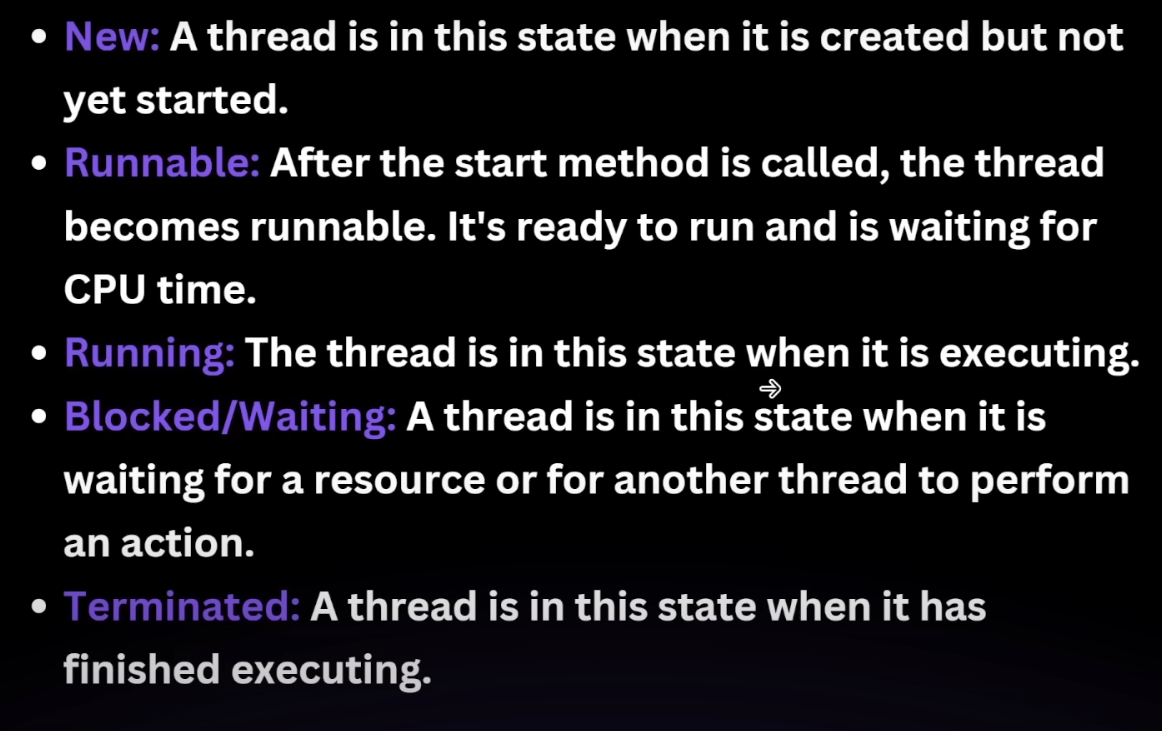 • New: A thread is in this state when it is created but not
yet started.
• Runnable: After the start method is called, the thread
becomes runnable. It's ready to run and is waiting for
CPU time.
• Running: The thread is in this state when it is executing.
• Blocked/Waiting: A thread is in this state when it is
waiting for a resource or for another thread to perform
an action.
• Terminated: A thread is in this state when it has
finished executing.